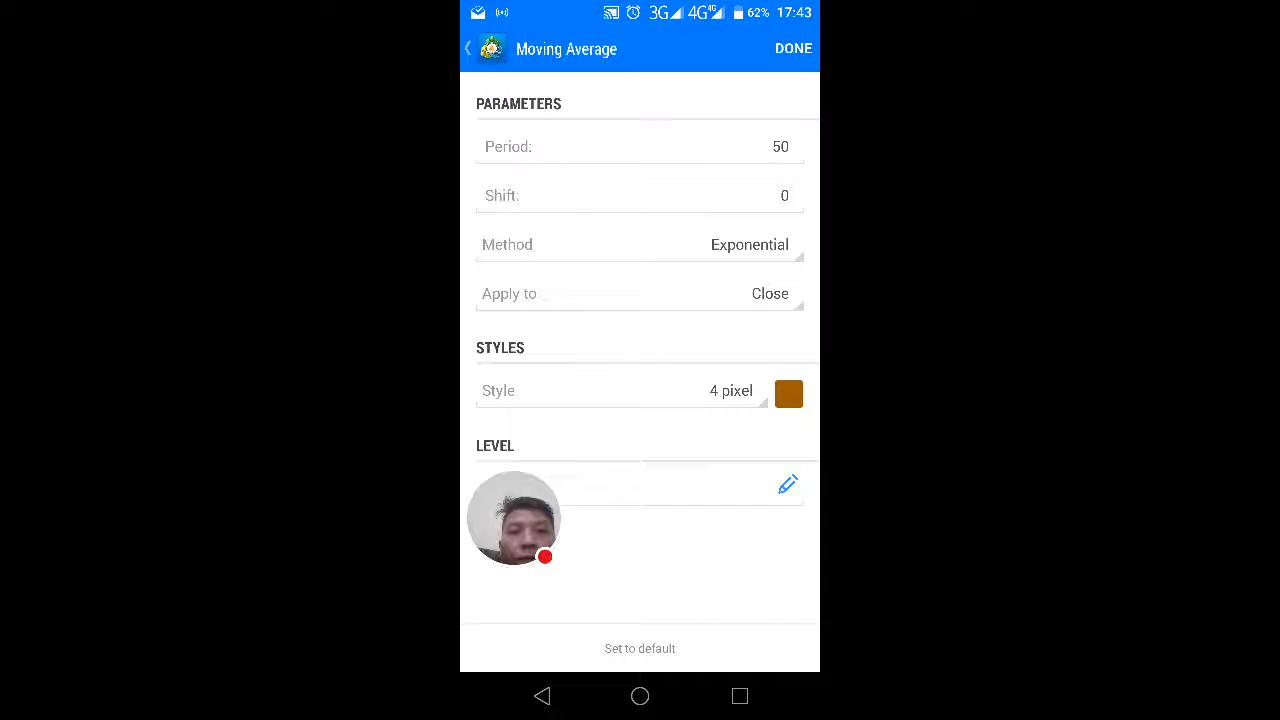 3G 4G 4G 62% 17:43
Moving Average DONE
PARAMETERS
Period: 50
Shift: 0
Method Exponential
Apply to Close
STYLES
Style 4 pixel
LEVEL
Set to default